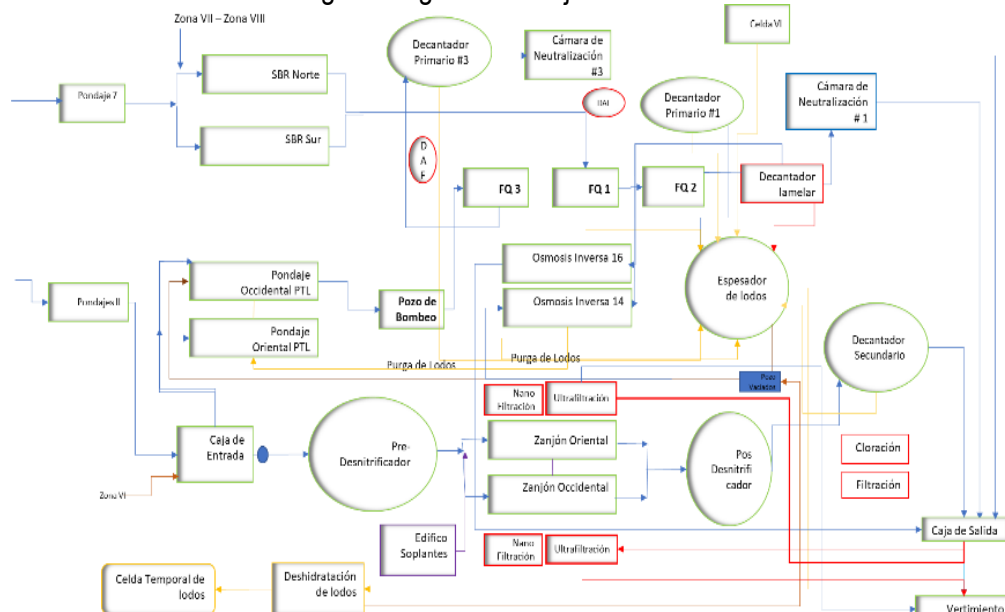 Zona VII – Zona VIII
Pondaje 7
SBR Norte
SBR Sur
Decantador
Primario #3
Cámara de
Neutralización
#3
Celda VI
DAF
Decantador
Primario #1
Cámara de
Neutralización
# 1
D
A
F
FQ 3
FQ 1
FQ 2
Decantador
lamelar
Pondajes II
Pondaje
Occidental PTL
Pondaje
Oriental PTL
Pozo de
Bombeo
Osmosis Inversa 16
Osmosis Inversa 14
Espesador
de lodos
Decantador
Secundario
Purga de Lodos
Purga de Lodos
Nano
Filtración
Ultrafiltración
Pozo
Caja de
Entrada
Zona VI
Pre-
Desnitrificador
Zanjón Oriental
Zanjón Occidental
Pos
Desnitrifi
cador
Cloración
Filtración
Edifico
Soplantes
Nano
Filtración
Ultrafiltración
Caja de Salida
Celda Temporal de
lodos
Deshidratación
de lodos
Vertimiento